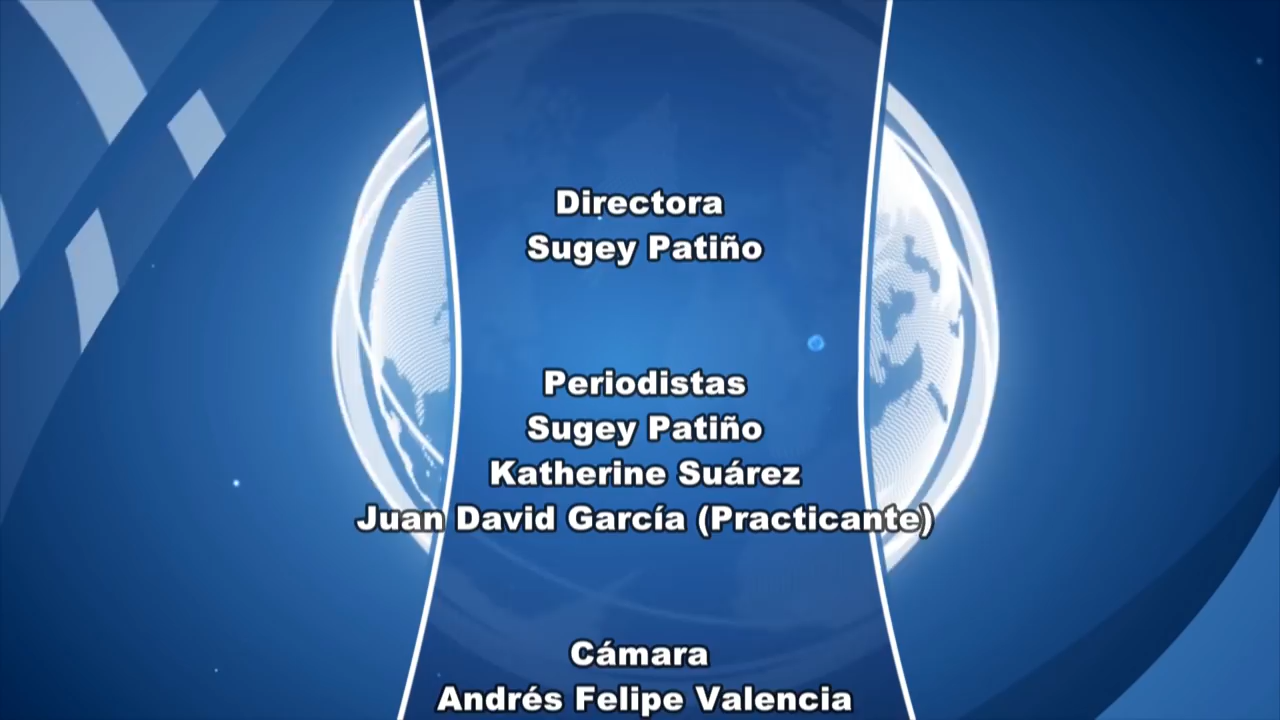 Directora
Sugey Patiño
Periodistas
Sugey Patiño
Katherine Suárez
Juan David García (Practicante)
Cámara
Andrés Felipe Valencia